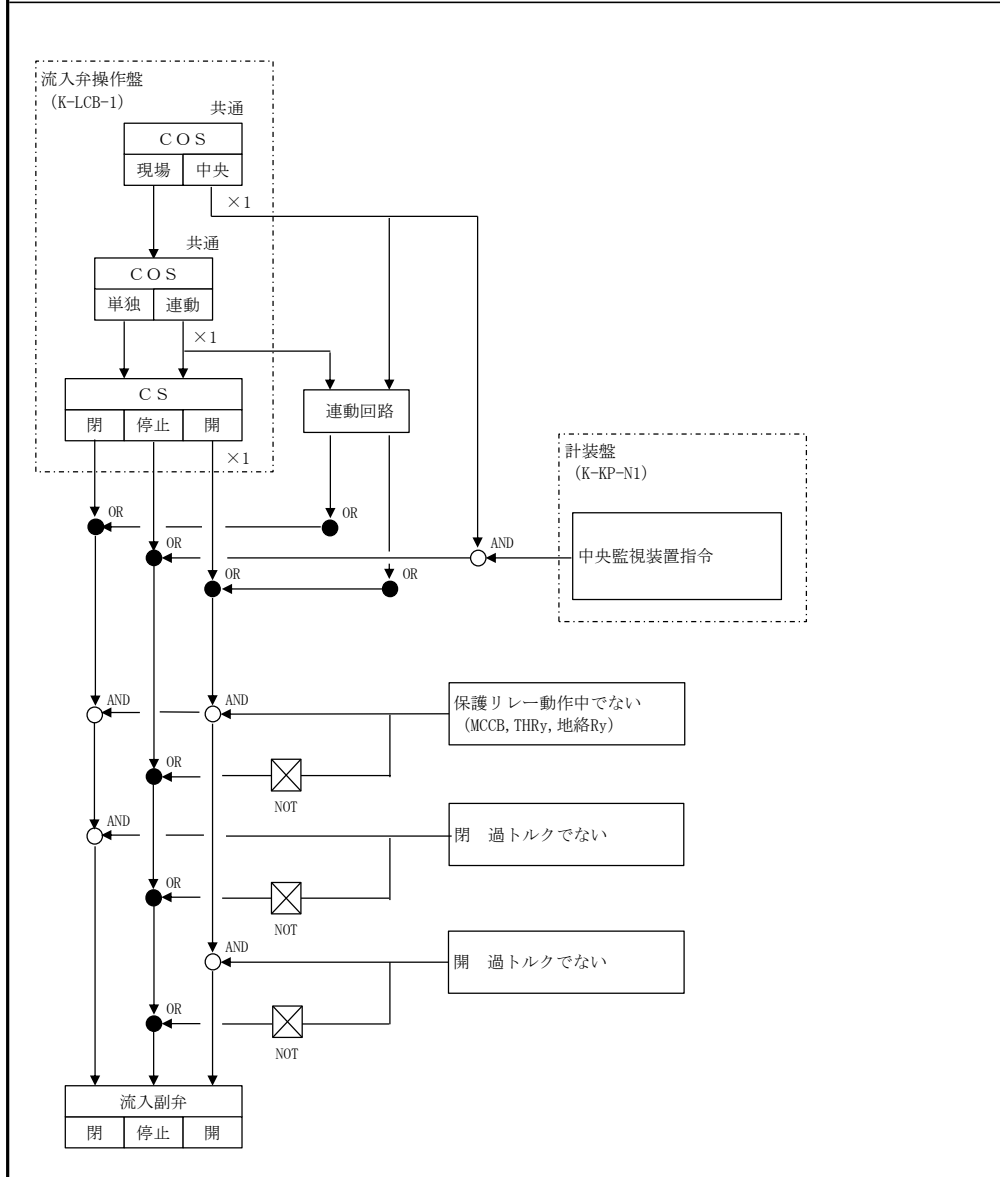 流入弁操作盤
(K-LCB-1)
共通
ＣＯＳ
現場 中央
×1
共通
ＣＯＳ
単独 連動
×1
ＣＳ
閉 停止 開
×1
連動回路
計装盤
(K-KP-N1)
OR
OR
OR
AND
中央監視装置指令
OR
OR
AND
AND
保護リレー動作中でない
(MCCB,THRy,地絡Ry)
OR
NOT
AND
閉　過トルクでない
OR
NOT
AND
開　過トルクでない
OR
NOT
流入副弁
閉 停止 開